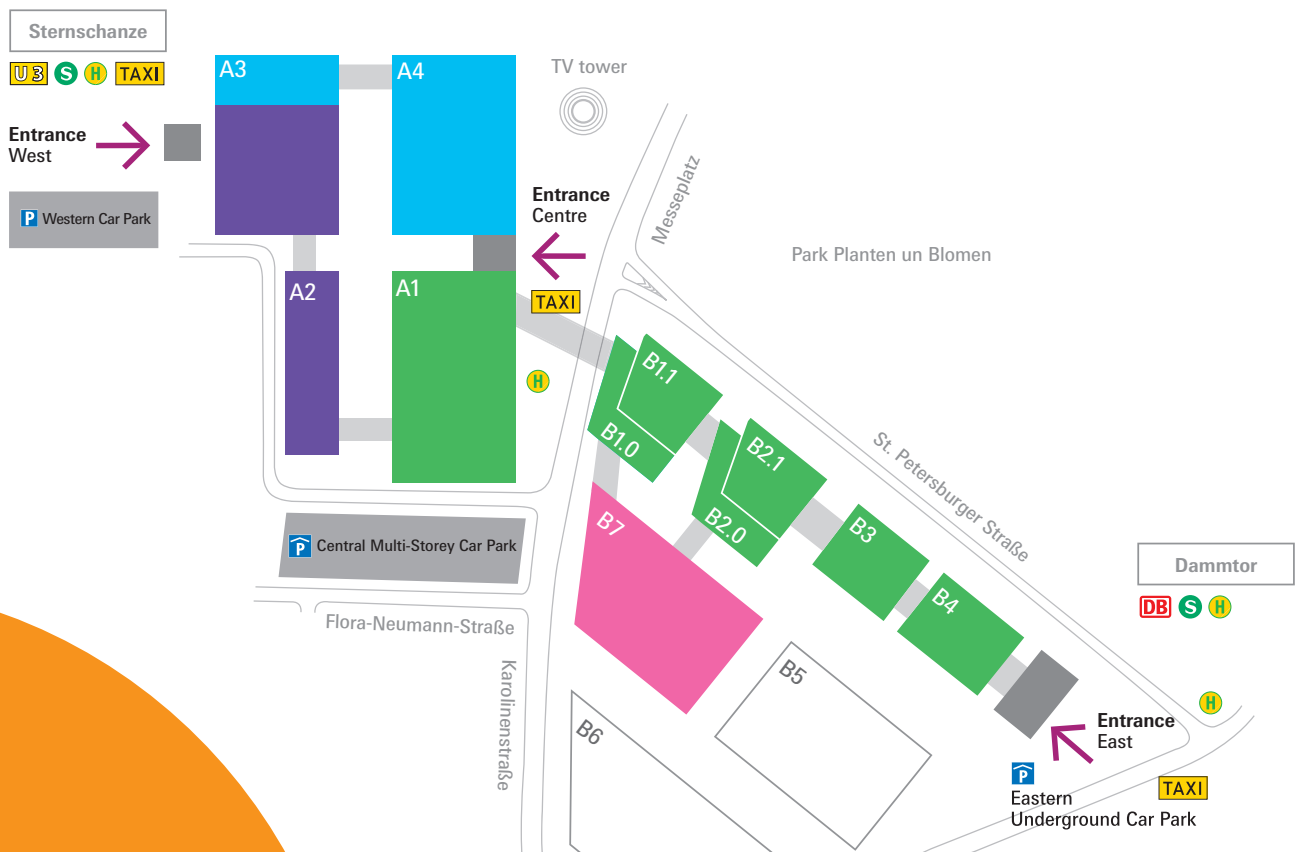 Sternschanze
U3 S H TAXI
Entrance
West
P Western Car Park
A3
A4
TV tower
Entrance
Centre
TAXI
Messeplatz
Park Planten un Blomen
A2
A1
H
B1.1
B1.0
B2.1
B2.0
B3
B4
St. Petersburger Straße
B7
P Central Multi-Storey Car Park
Flora-Neumann-Straße
Karolinenstraße
B5
B6
Dammtor
DB S H
H
Entrance
East
TAXI
P
Eastern
Underground Car Park